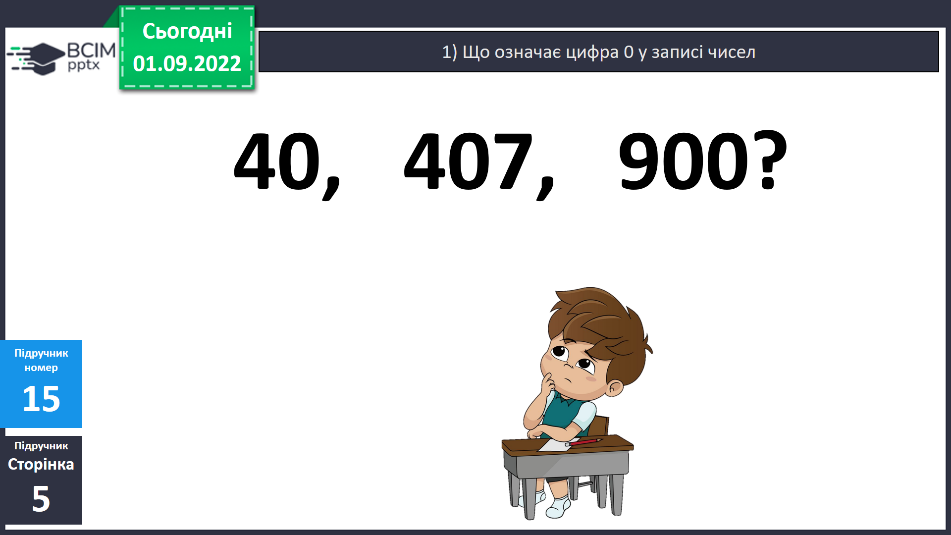 BCIM
pptx
Сьогодні
01.09.2022
1) Що означає цифра 0 у записі чисел
40, 407, 900?
Підручник
номер
15
Підручник
Сторінка
5